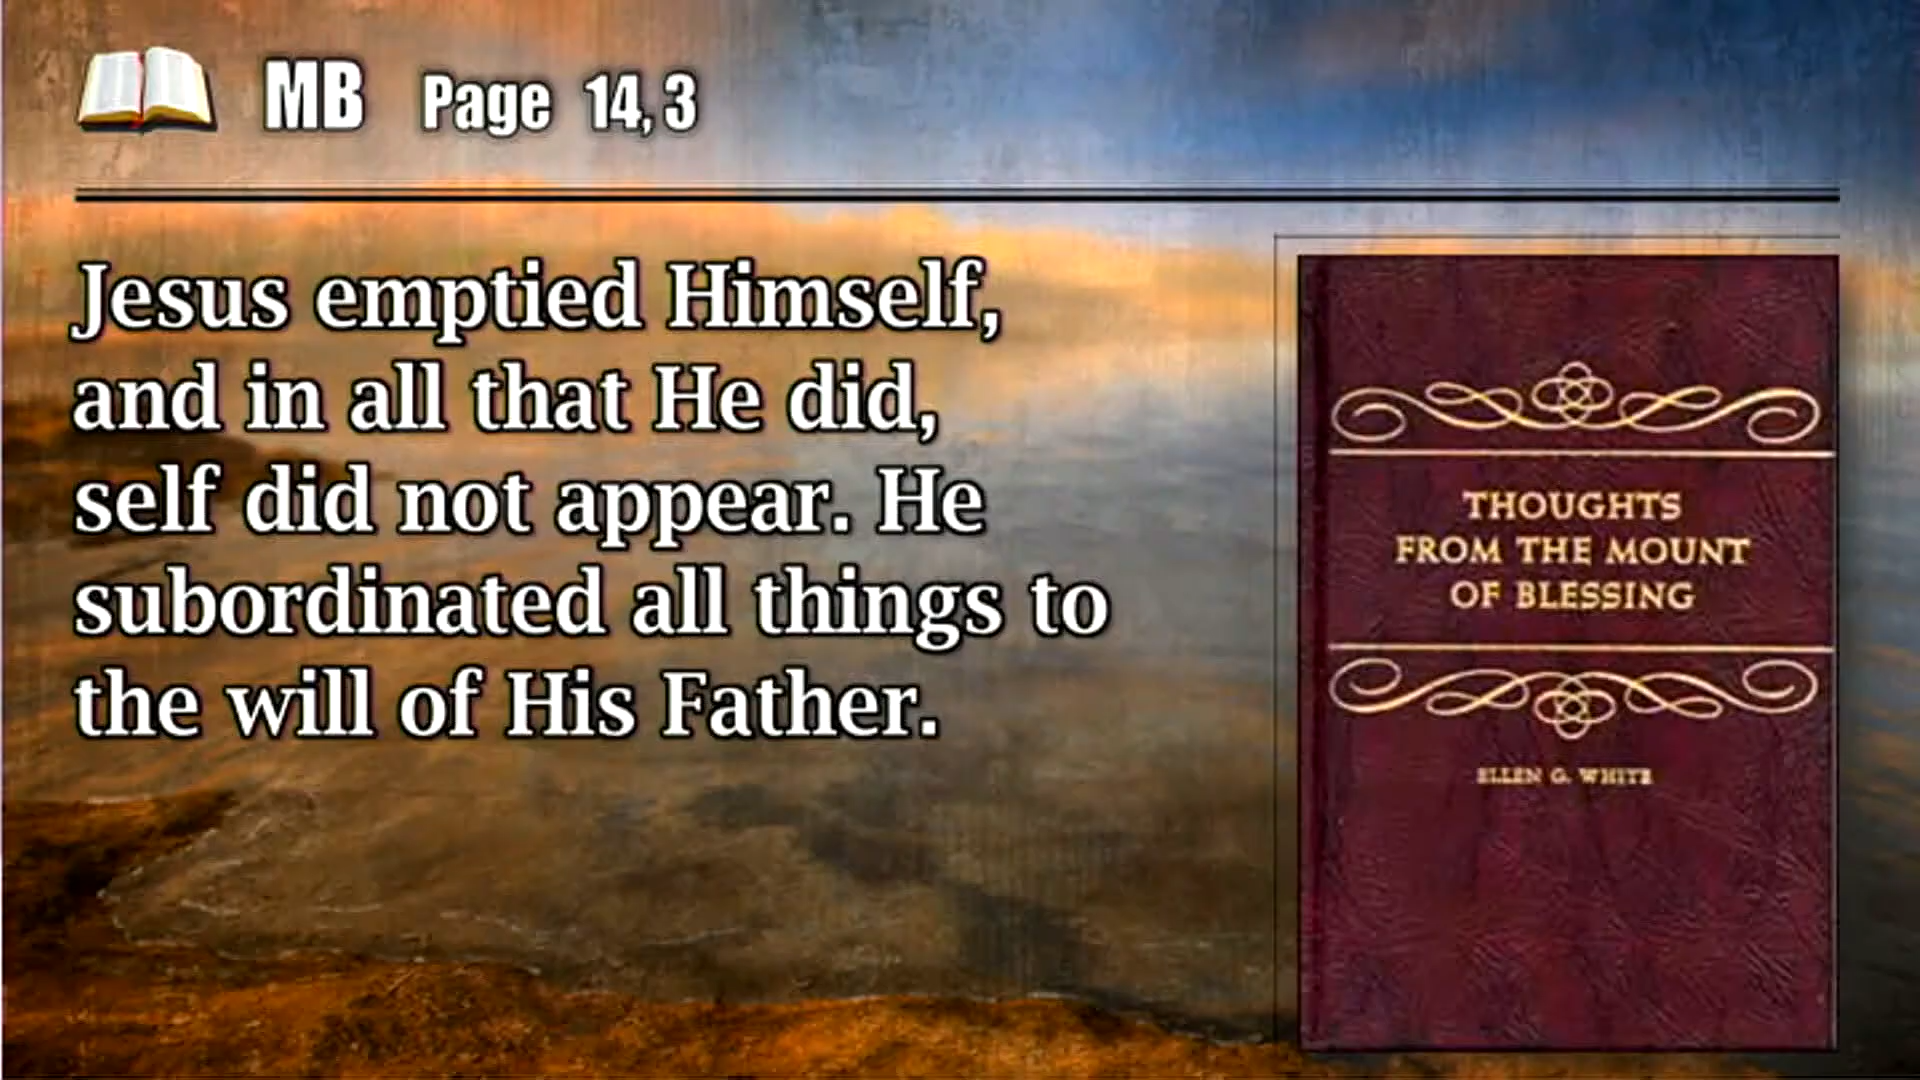 MB Page 14,3
Jesus emptied Himself,
and in all that He did,
self did not appear. He
subordinated all things to
the will of His Father.
THOUGHTS
FROM THE MOUNT
OF BLESSING
ELLEN G. WHITE